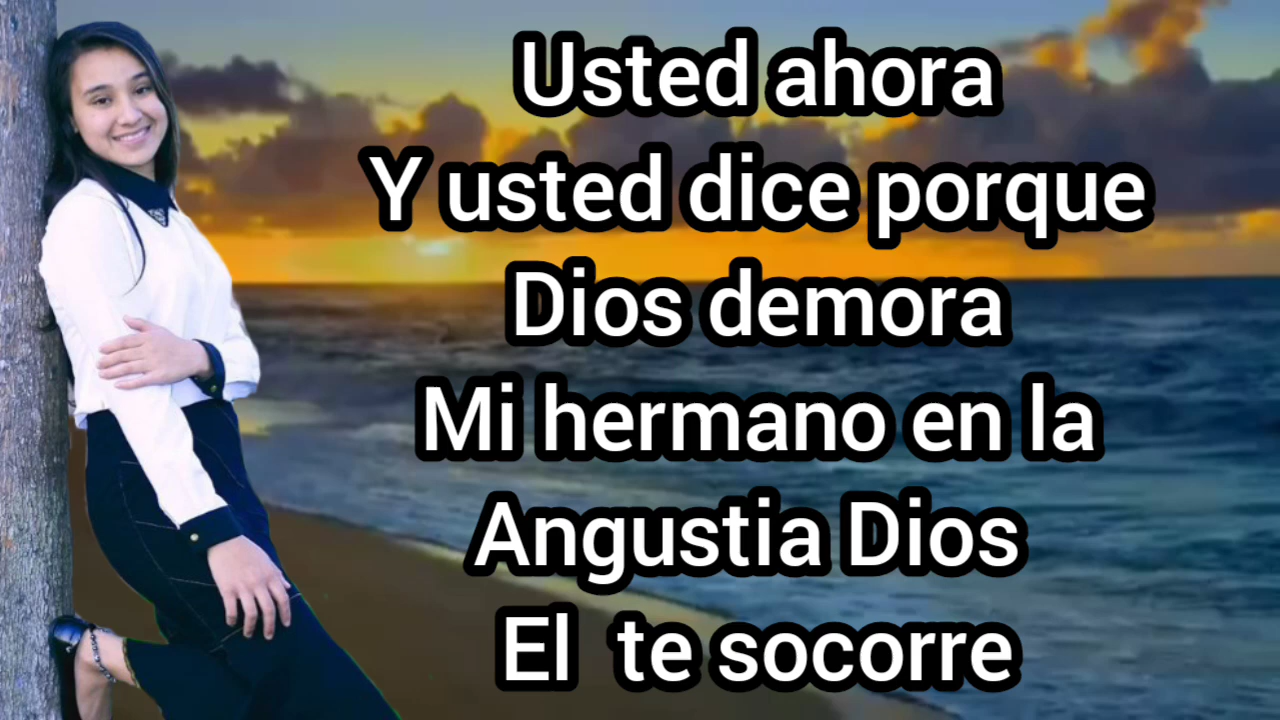 Usted ahora
Y usted dice porque
Dios demora
Mi hermano en la
Angustia Dios
El te socorre